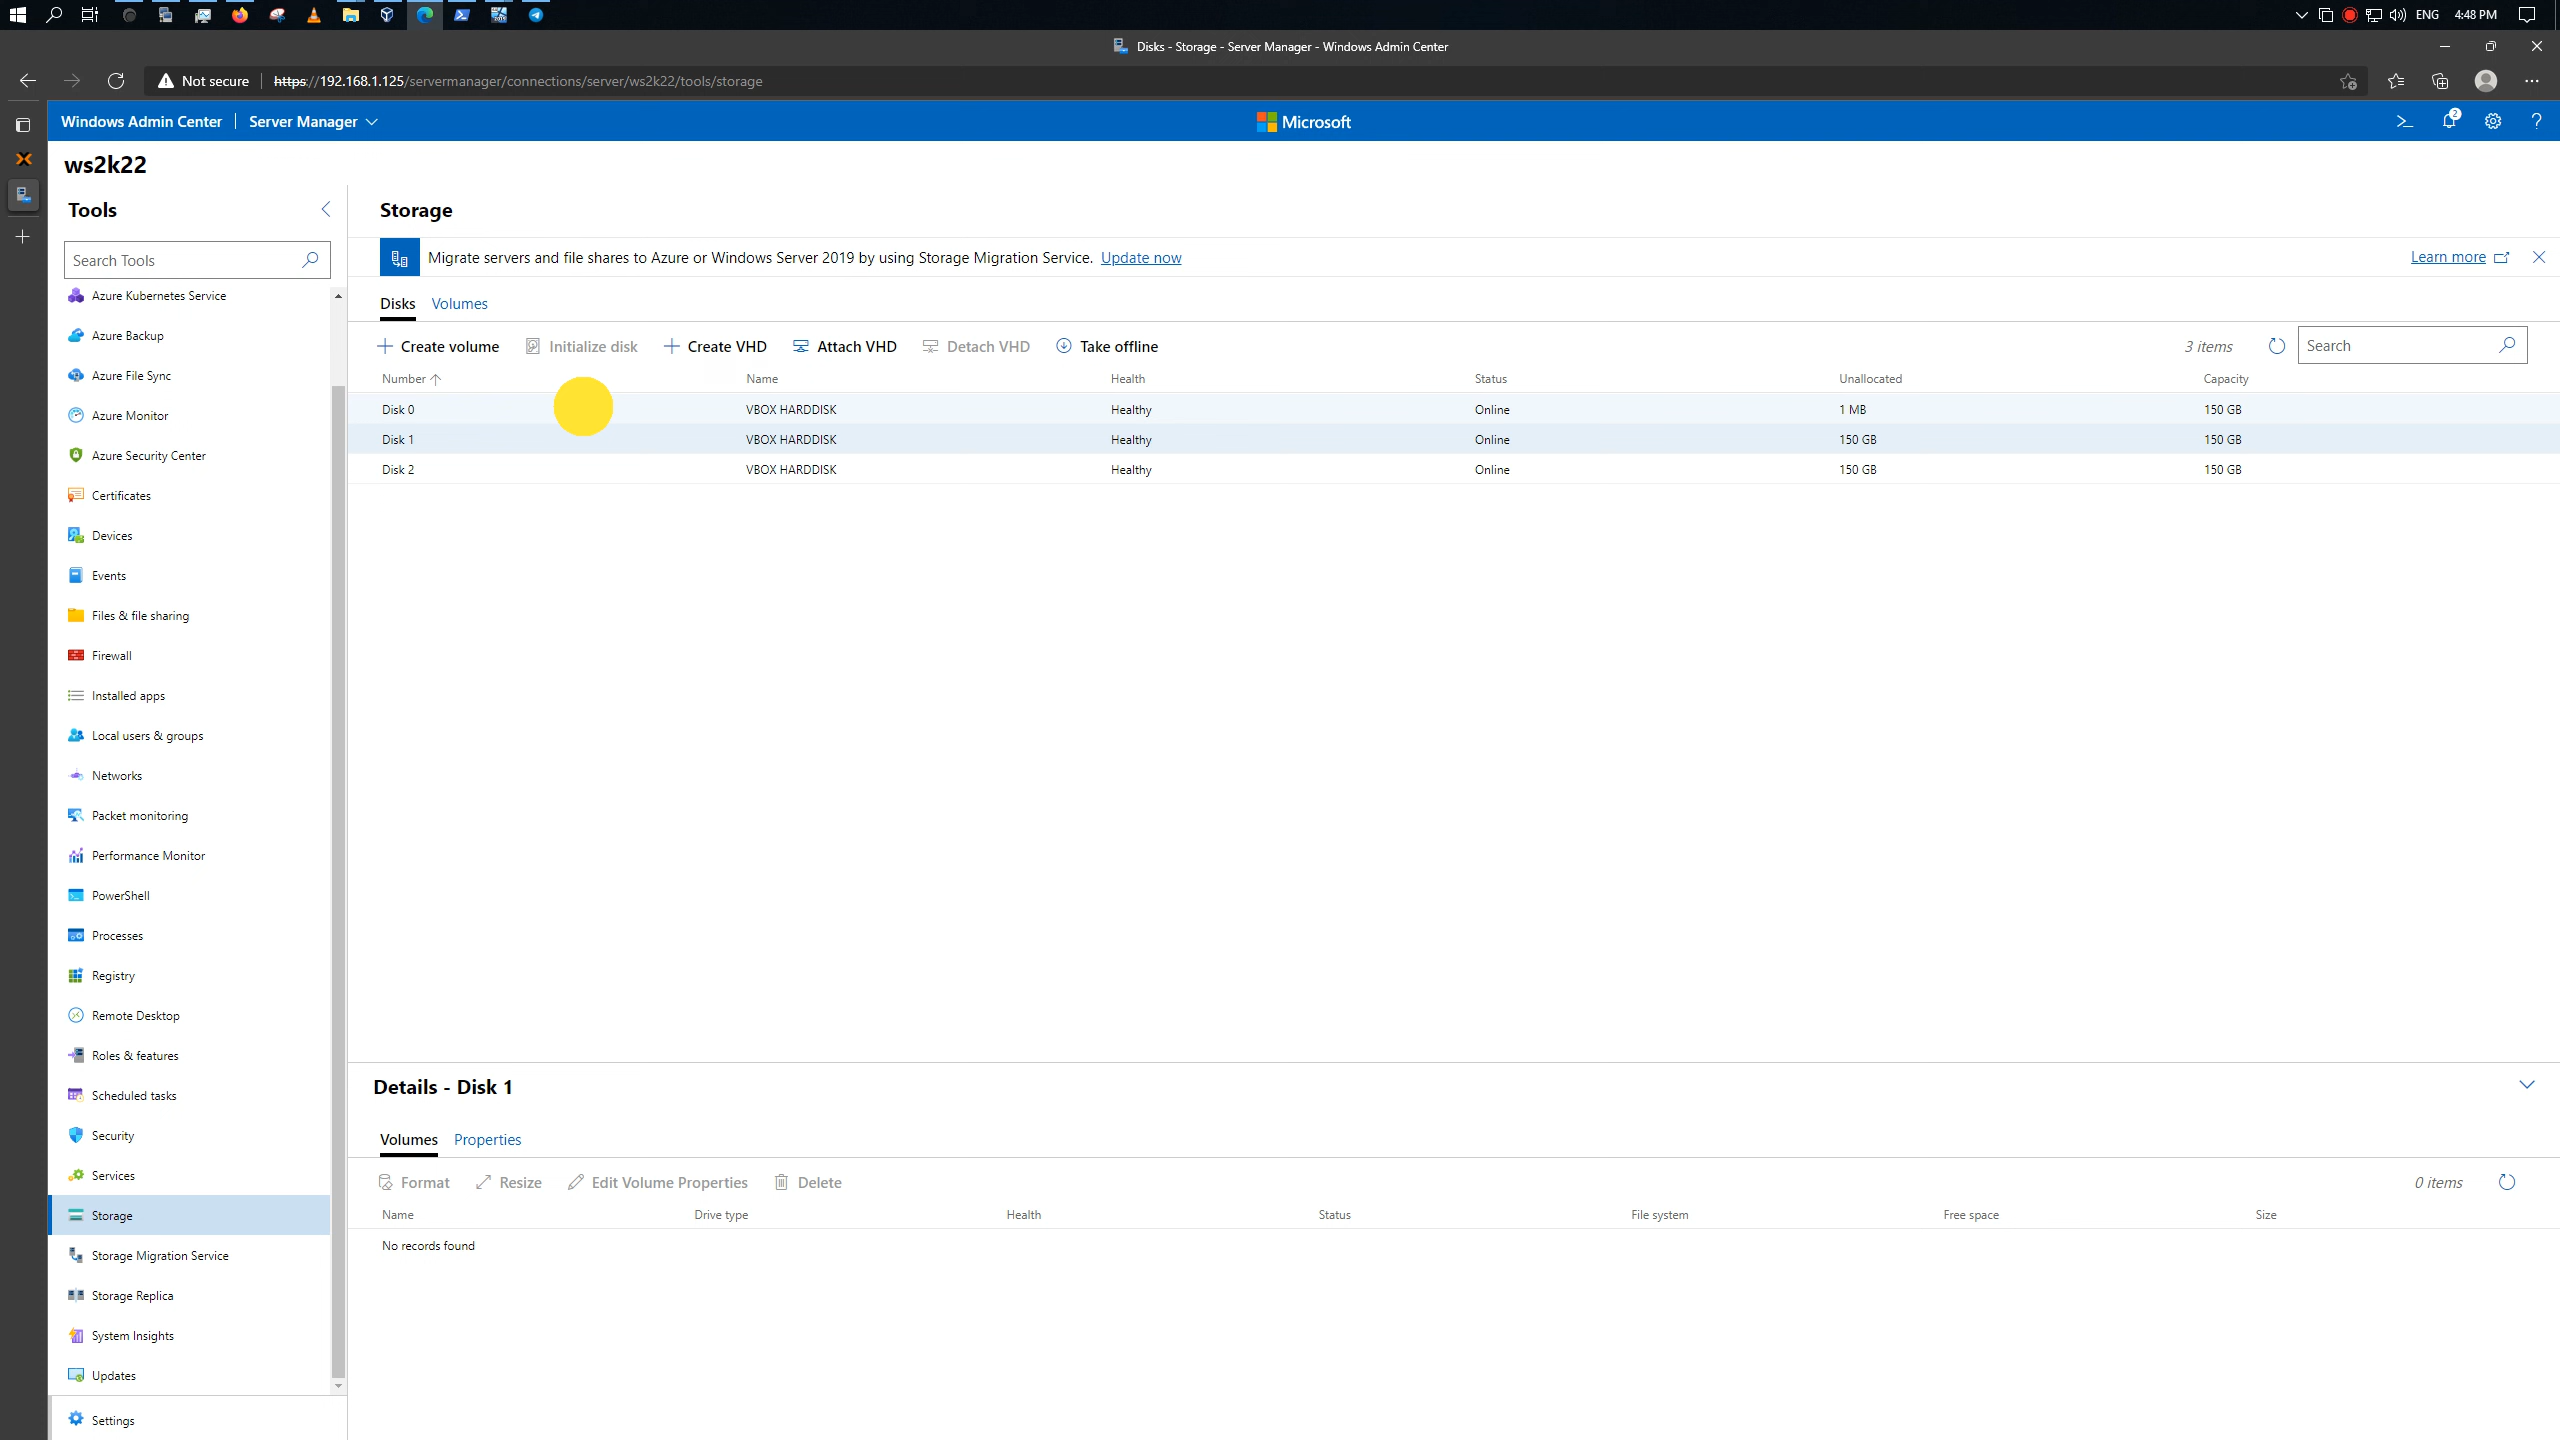 ENG
4:48 PM
Disks - Storage - Server Manager - Windows Admin Center
Not secure
https://192.168.1.125/servermanager/connections/server/ws2k22/tools/storage
Windows Admin Center
Server Manager
Microsoft
2
ws2k22
Tools
Search Tools
Azure Kubernetes Service
Azure Backup
Azure File Sync
Azure Monitor
Azure Security Center
Certificates
Devices
Events
Files & file sharing
Firewall
Installed apps
Local users & groups
Networks
Packet monitoring
Performance Monitor
PowerShell
Processes
Registry
Remote Desktop
Roles & features
Scheduled tasks
Security
Services
Storage
Storage Migration Service
Storage Replica
System Insights
Updates
Settings
Storage
Migrate servers and file shares to Azure or Windows Server 2019 by using Storage Migration Service. Update now
Learn more
Disks Volumes
Create volume Initialize disk Create VHD Attach VHD Detach VHD Take offline
3 items
Search
Number Name Health Status Unallocated Capacity
Disk 0 VBOX HARDDISK Healthy Online 1 MB 150 GB
Disk 1 VBOX HARDDISK Healthy Online 150 GB 150 GB
Disk 2 VBOX HARDDISK Healthy Online 150 GB 150 GB
Details - Disk 1
Volumes Properties
Format Resize Edit Volume Properties Delete
0 items
Name Drive type Health Status File system Free space Size
No records found